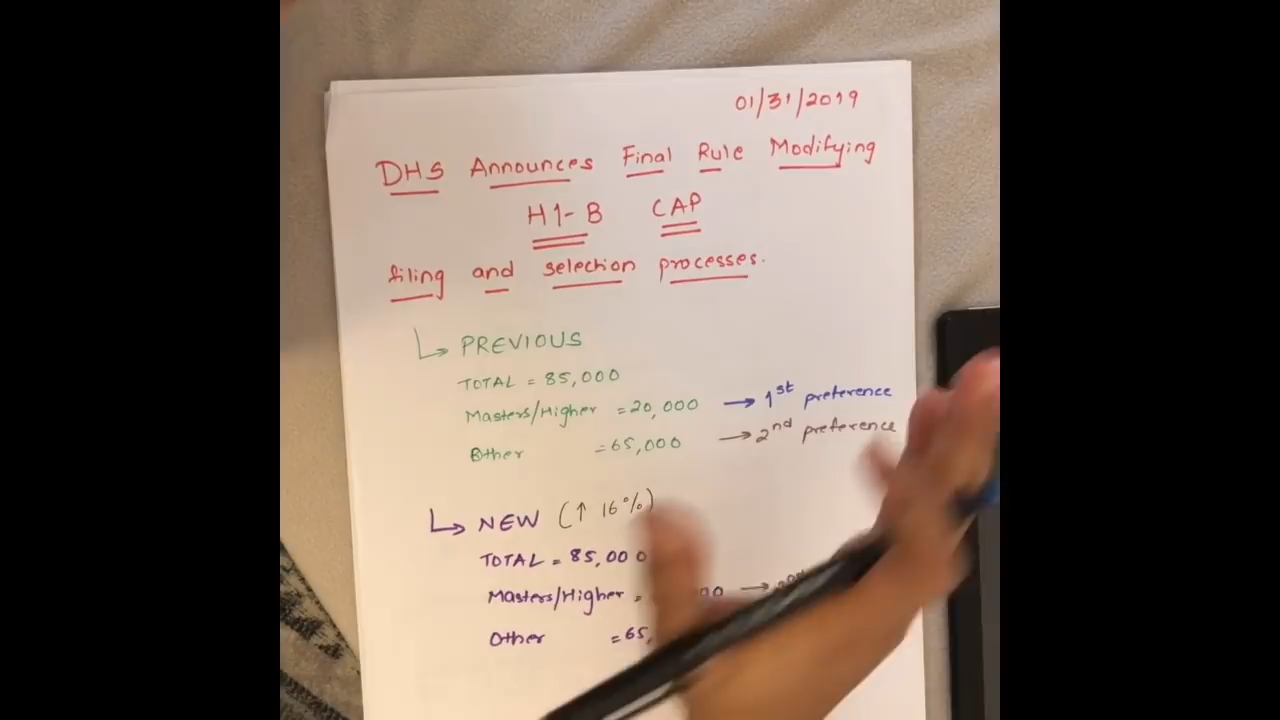 01/31/2019
DHS Announces Final Rule Modifying
H1-B CAP
filing and selection processes.
PREVIOUS
TOTAL = 85,000
Masters/Higher = 20,000 → 1st preference
Other = 65,000 → 2nd preference
NEW (↑ 16%)
TOTAL = 85,000
Masters/Higher =
Other = 65,